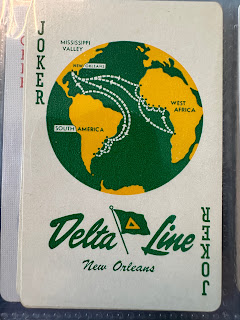 JOKER
MISSISSIPPI
VALLEY
NEW ORLEANS
WEST
AFRICA
SOUTH AMERICA
Delta Line
New Orleans
JOKER